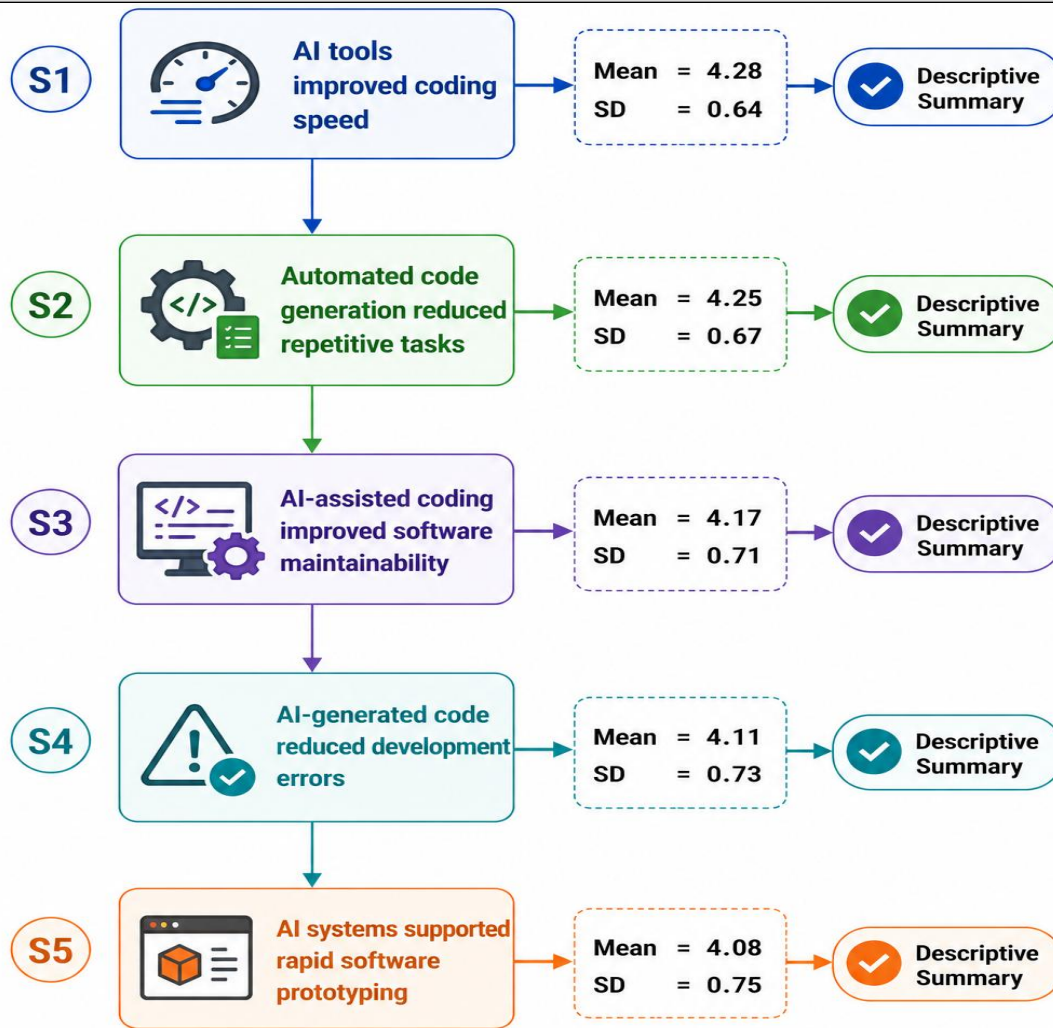 S1
AI tools
improved coding
speed
Mean = 4.28
SD = 0.64
Descriptive
Summary
S2
</>
Automated code
generation reduced
repetitive tasks
Mean = 4.25
SD = 0.67
Descriptive
Summary
S3
</>
AI-assisted coding
improved software
maintainability
Mean = 4.17
SD = 0.71
Descriptive
Summary
S4
!
AI-generated code
reduced development
errors
Mean = 4.11
SD = 0.73
Descriptive
Summary
S5
AI systems supported
rapid software
prototyping
Mean = 4.08
SD = 0.75
Descriptive
Summary